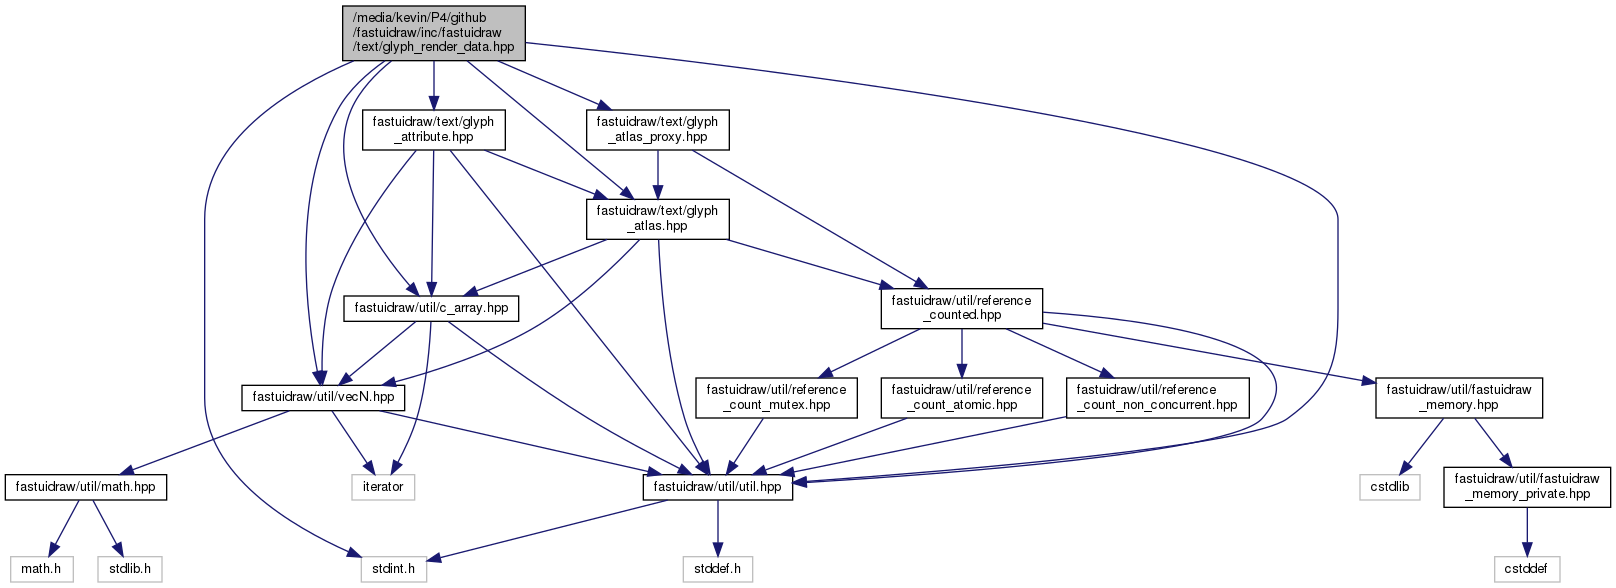 /media/kevin/P4/github
/fastuidraw/inc/fastuidraw
/text/glyph_render_data.hpp
fastuidraw/text/glyph
_attribute.hpp
fastuidraw/text/glyph
_atlas_proxy.hpp
fastuidraw/text/glyph
_atlas.hpp
fastuidraw/util/c_array.hpp
fastuidraw/util/reference
_counted.hpp
fastuidraw/util/vecN.hpp
fastuidraw/util/reference
_count_mutex.hpp
fastuidraw/util/reference
_count_atomic.hpp
fastuidraw/util/reference
_count_non_concurrent.hpp
fastuidraw/util/fastuidraw
_memory.hpp
fastuidraw/util/math.hpp
iterator
fastuidraw/util/util.hpp
cstdlib
fastuidraw/util/fastuidraw
_memory_private.hpp
math.h
stdlib.h
stdint.h
stddef.h
cstddef